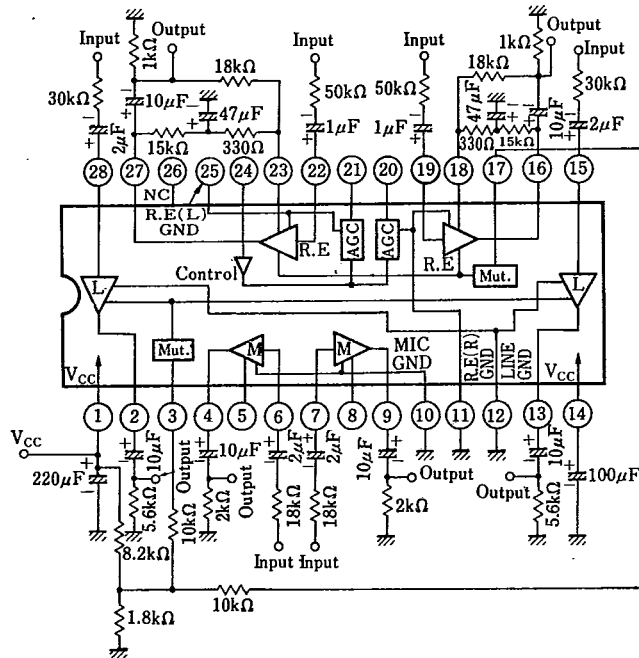 Input
1kΩ
Output
18kΩ
Input
Input
18kΩ
1kΩ
Output
Input
30kΩ
2μF
10μF
47μF
15kΩ
330Ω
50kΩ
1μF
50kΩ
1μF
47μF
330Ω
15kΩ
10μF
30kΩ
2μF
28
27
26
25
24
23
22
21
20
19
18
17
16
15
NC
R.E(L)
GND
Control
R.E
AGC
AGC
R.E
Mut.
L
Mut.
M
M
MIC
GND
R.E(R)
GND
LINE
GND
L
VCC
VCC
1
2
3
4
5
6
7
8
9
10
11
12
13
14
VCC
220μF
10μF
5.6kΩ
Output
10kΩ
10μF
2kΩ
Output
2μF
18kΩ
Input
2μF
18kΩ
Input
10μF
Output
2kΩ
Output
10μF
5.6kΩ
100μF
8.2kΩ
10kΩ
1.8kΩ